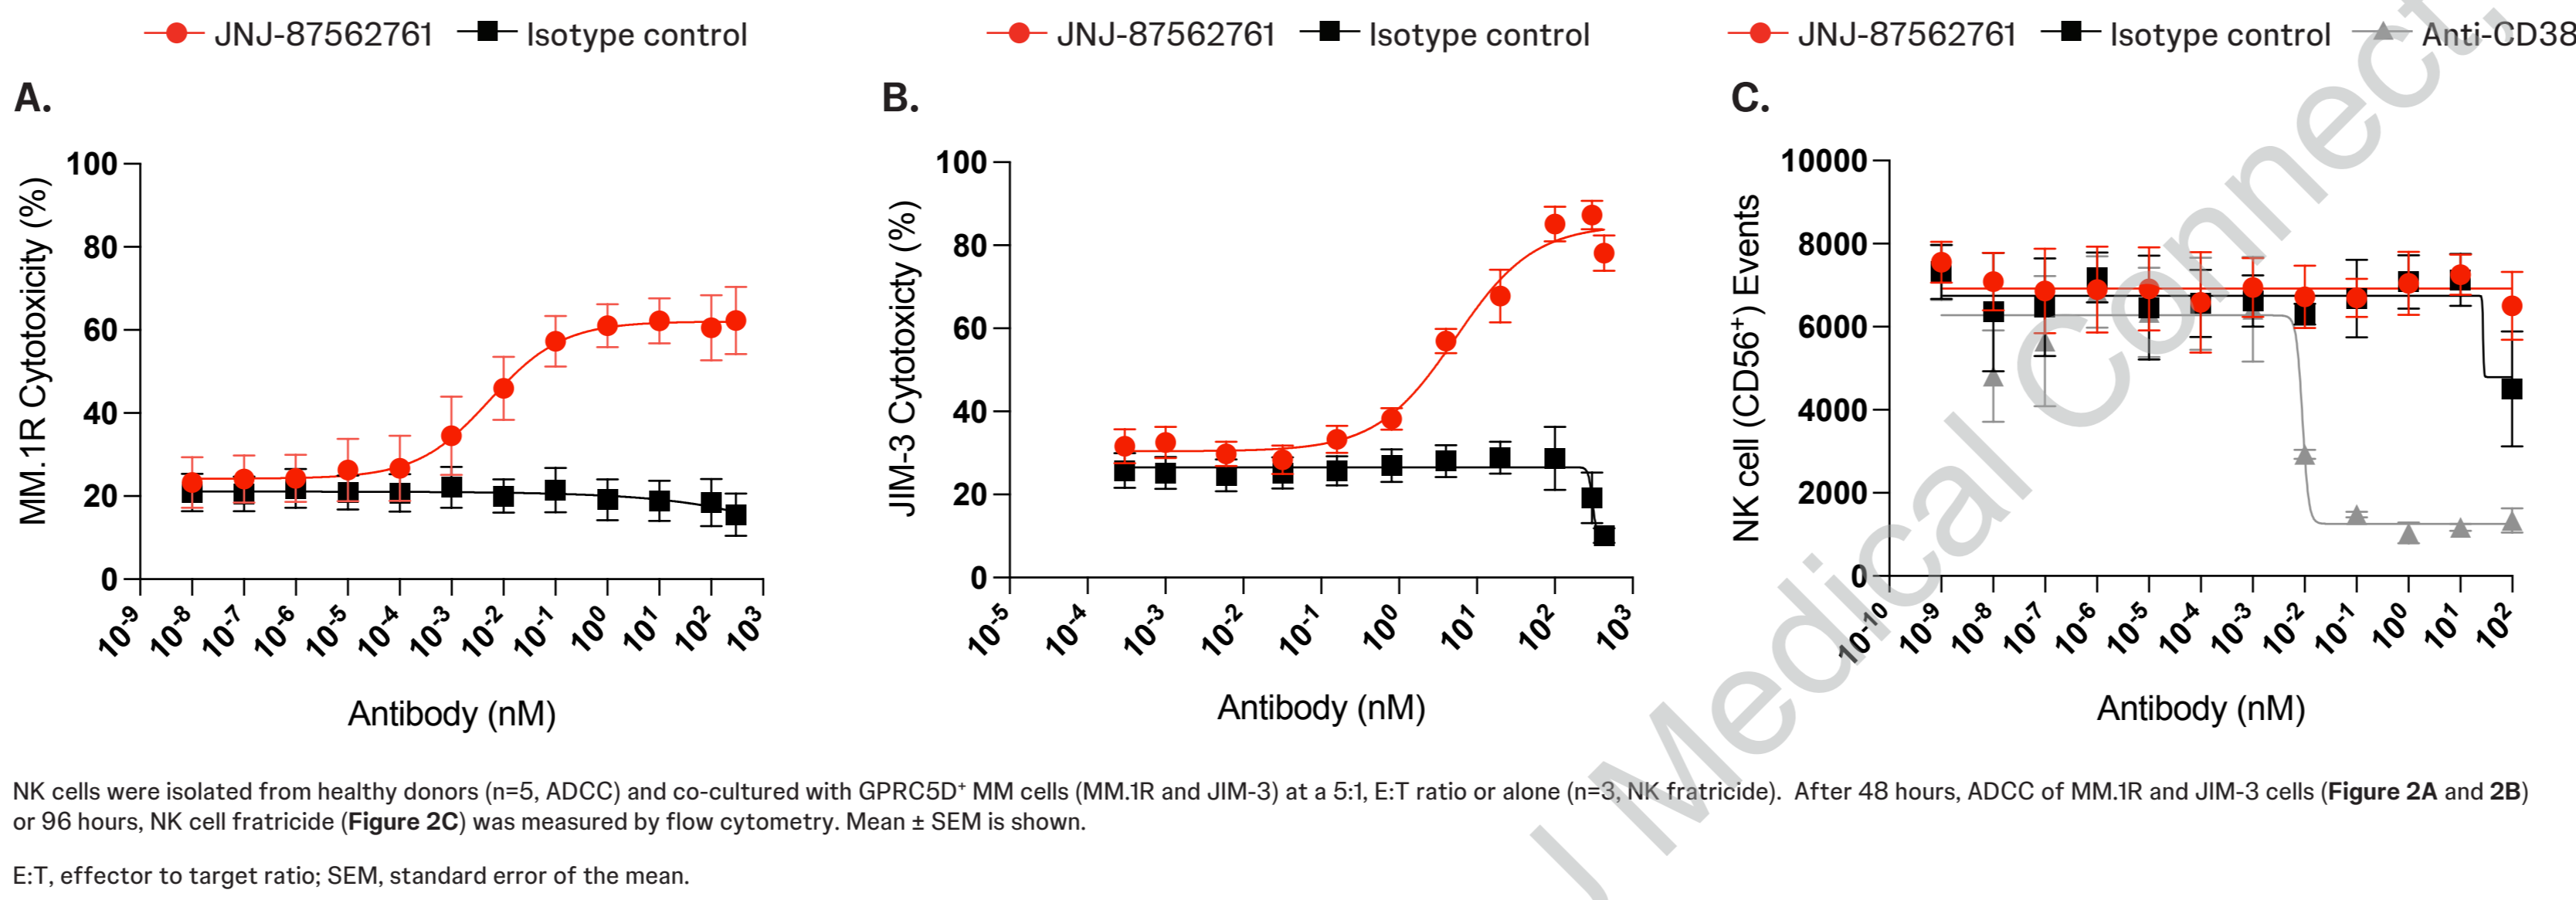 JNJ-87562761 Isotype control
JNJ-87562761 Isotype control
JNJ-87562761 Isotype control Anti-CD38
A.
100
80
60
40
20
0
MM.1R Cytotoxicity (%)
10-9 10-8 10-7 10-6 10-5 10-4 10-3 10-2 10-1 100 101 102 103
Antibody (nM)
B.
100
80
60
40
20
0
JIM-3 Cytotoxicty (%)
10-5 10-4 10-3 10-2 10-1 100 101 102 103
Antibody (nM)
C.
10000
8000
6000
4000
2000
0
NK cell (CD56+) Events
10-10 10-9 10-8 10-7 10-6 10-5 10-4 10-3 10-2 10-1 100 101 102
Antibody (nM)
J Medical Connect.
NK cells were isolated from healthy donors (n=5, ADCC) and co-cultured with GPRC5D+ MM cells (MM.1R and JIM-3) at a 5:1, E:T ratio or alone (n=3, NK fratricide). After 48 hours, ADCC of MM.1R and JIM-3 cells (Figure 2A and 2B)
or 96 hours, NK cell fratricide (Figure 2C) was measured by flow cytometry. Mean ± SEM is shown.
E:T, effector to target ratio; SEM, standard error of the mean.